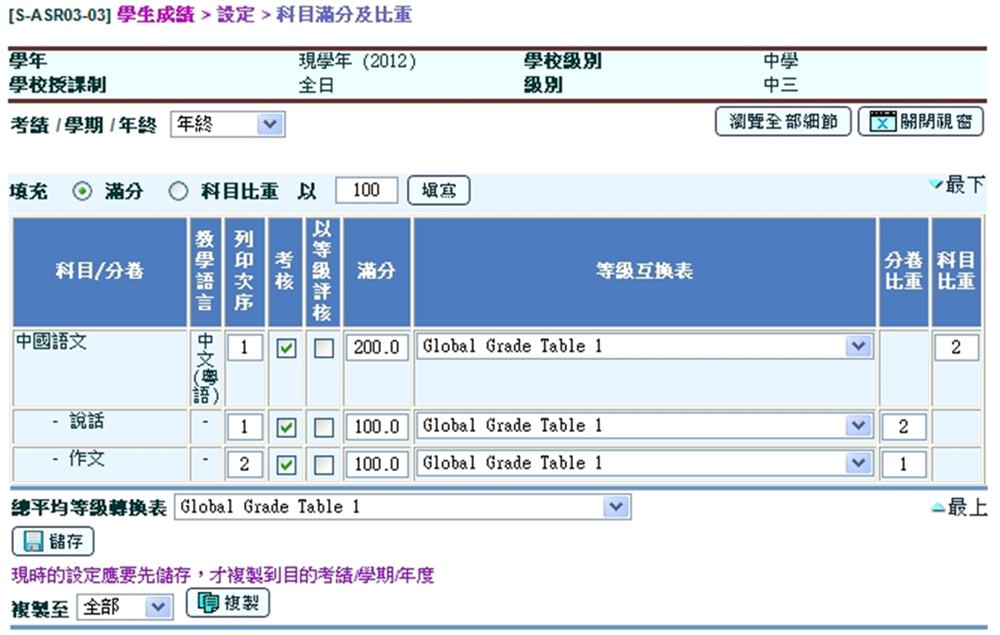 [S-ASR03-03] 學生成績 > 設定 > 科目滿分及比重
學年 現學年 (2012) 學校級別 中學
學校授課制 全日 級別 中三
考績 / 學期 / 年終 年終 瀏覽全部細節 關閉視窗
填充 滿分 科目比重 以 100 填寫 最下
科目/分卷 教學語言 列印次序 考核 以等級評核 滿分 等級互換表 分卷比重 科目比重
中國語文 中文(粵語) 1 200.0 Global Grade Table 1 2
- 說話 - 1 100.0 Global Grade Table 1 2
- 作文 - 2 100.0 Global Grade Table 1 1
總平均等級轉換表 Global Grade Table 1 最上
儲存
現時的設定應要先儲存，才複製到目的考績/學期/年度
複製至 全部 複製